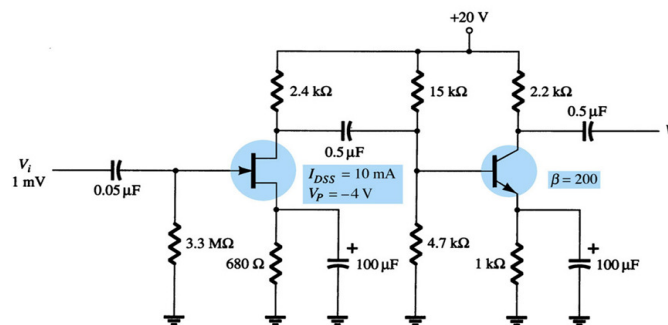 +20 V
2.4 kΩ
15 kΩ
2.2 kΩ
0.5 µF
0.5 µF
V_i
1 mV
0.05 µF
I_DSS = 10 mA
V_P = −4 V
β = 200
3.3 MΩ
680 Ω
+
100 µF
4.7 kΩ
1 kΩ
+
100 µF